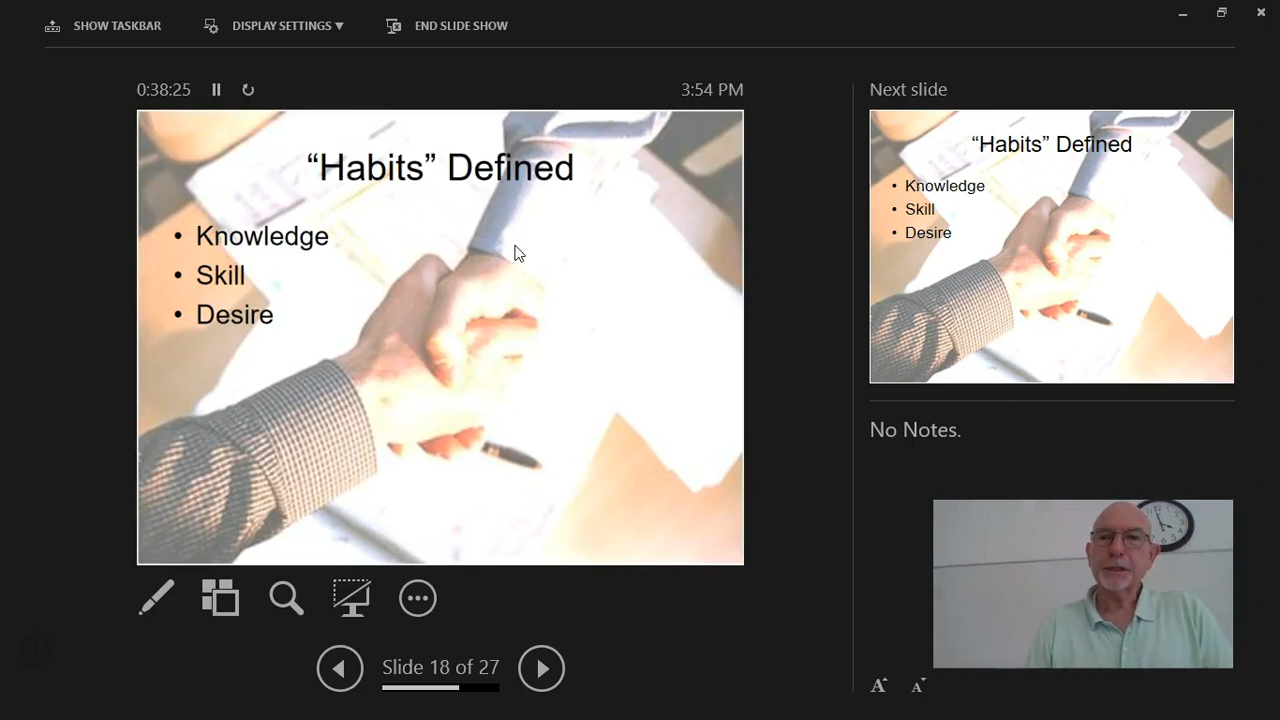 SHOW TASKBAR
DISPLAY SETTINGS ▼
END SLIDE SHOW
0:38:25
3:54 PM
“Habits” Defined
• Knowledge
• Skill
• Desire
Slide 18 of 27
Next slide
“Habits” Defined
• Knowledge
• Skill
• Desire
No Notes.
A A